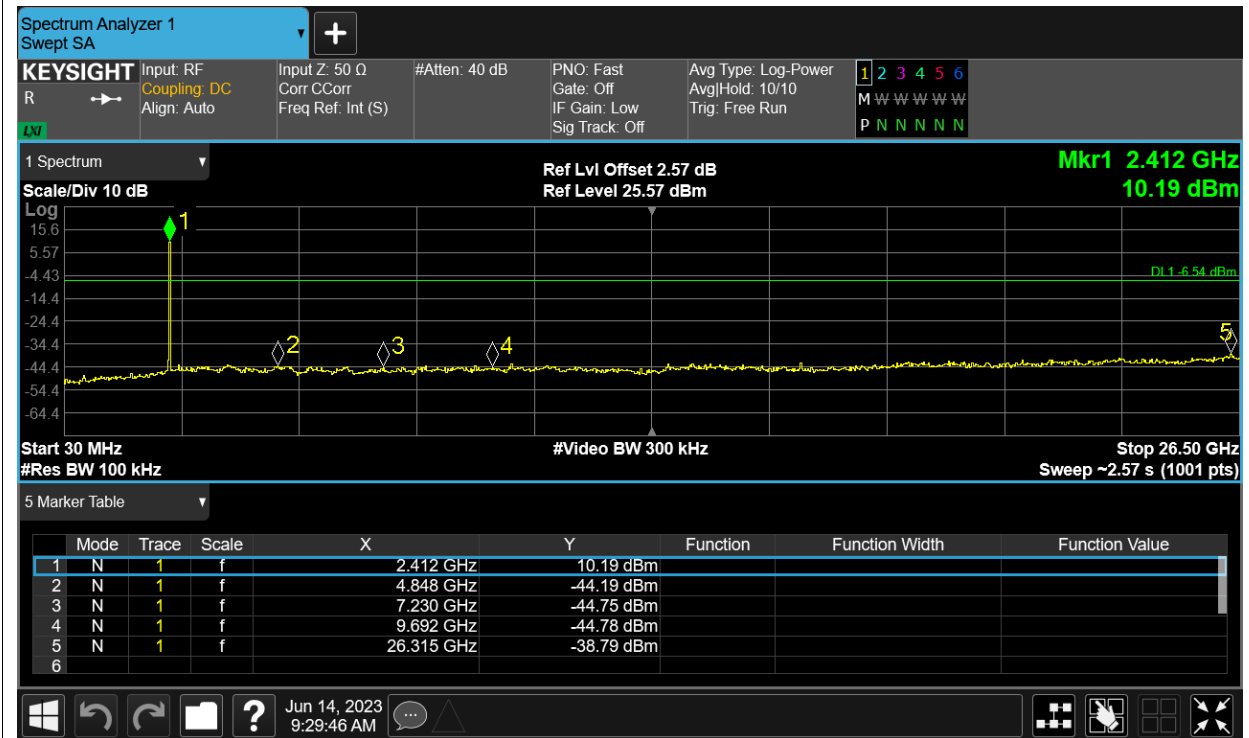 Spectrum Analyzer 1
Swept SA
+
KEYSIGHT Input: RF Input Z: 50 Ω #Atten: 40 dB PNO: Fast Avg Type: Log-Power 1 2 3 4 5 6
R Coupling: DC Corr CCorr Gate: Off Avg|Hold: 10/10
Align: Auto Freq Ref: Int (S) IF Gain: Low Trig: Free Run M W W W W W W
LXI Sig Track: Off P N N N N N N
1 Spectrum Ref Lvl Offset 2.57 dB Mkr1 2.412 GHz
Scale/Div 10 dB Ref Level 25.57 dBm 10.19 dBm
Log
1
15.6
5.57
-4.43 DL1 -6.54 dBm
-14.4
-24.4
2 3 4 5
-34.4
-44.4
-54.4
-64.4
Start 30 MHz #Video BW 300 kHz Stop 26.50 GHz
#Res BW 100 kHz Sweep ~2.57 s (1001 pts)
5 Marker Table
Mode Trace Scale X Y Function Function Width Function Value
1 N 1 f 2.412 GHz 10.19 dBm
2 N 1 f 4.848 GHz -44.19 dBm
3 N 1 f 7.230 GHz -44.75 dBm
4 N 1 f 9.692 GHz -44.78 dBm
5 N 1 f 26.315 GHz -38.79 dBm
6
? Jun 14, 2023
9:29:46 AM